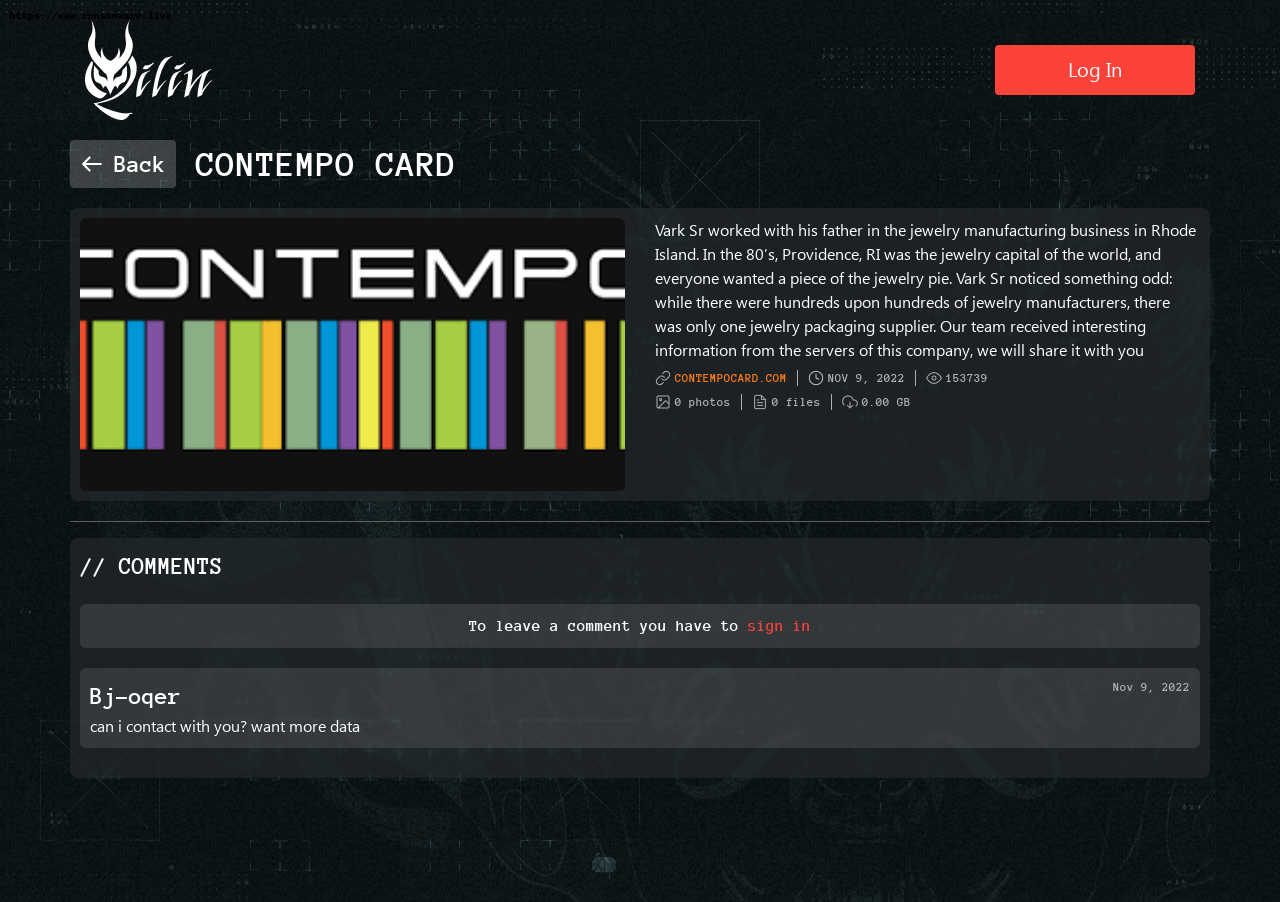 https://www.ransomware.live
Qilin
Log In
← Back
CONTEMPO CARD
CONTEMPO
Vark Sr worked with his father in the jewelry manufacturing business in Rhode
Island. In the 80’s, Providence, RI was the jewelry capital of the world, and
everyone wanted a piece of the jewelry pie. Vark Sr noticed something odd:
while there were hundreds upon hundreds of jewelry manufacturers, there
was only one jewelry packaging supplier. Our team received interesting
information from the servers of this company, we will share it with you
CONTEMPOCARD.COM | NOV 9, 2022 | 153739
0 photos | 0 files | 0.00 GB
// COMMENTS
To leave a comment you have to sign in
Bj-oqer
Nov 9, 2022
can i contact with you? want more data